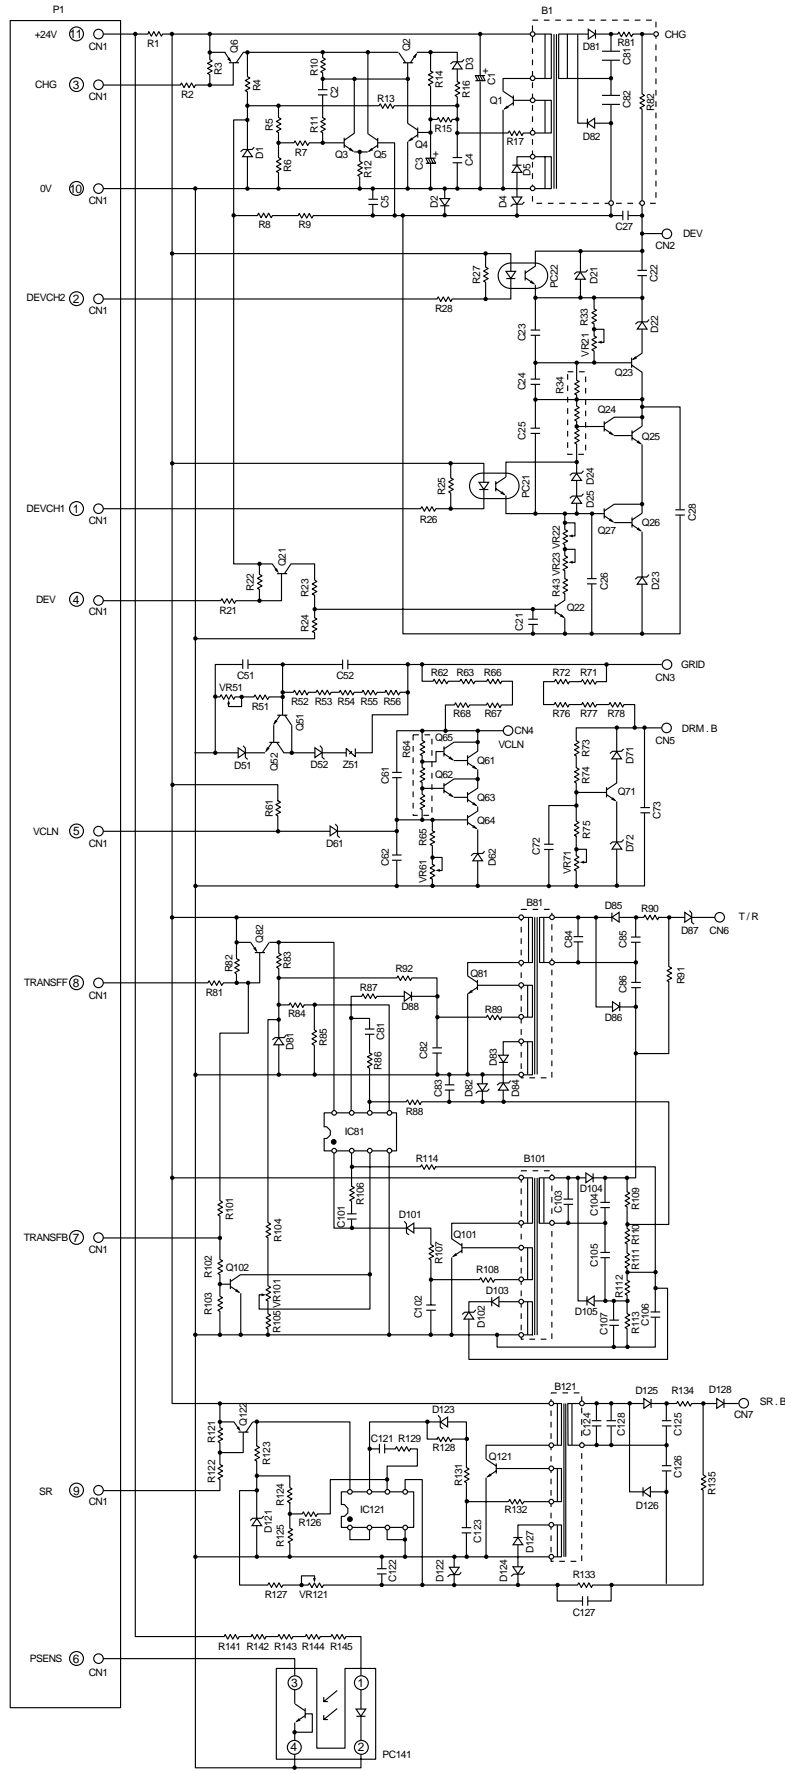 P1
B1
+24V 11 CN1 R1
CHG 3 CN1 R2
R3 Q6 R4 R10 C2 Q2 R14 D3 R16 C1 Q1
D81 R81 CHG
C81 C82 R82 D82
R5 R11 R13 R15 R17
D1 R6 R7 Q3 Q5 R12 Q4 C3 C4 D5
0V 10 CN1
R8 R9 C5 D2 D4 C27
DEV
CN2
R27 PC22 D21 C22
DEVCH2 2 CN1 R28
C23 R33 VR21 D22 Q23
C24 R34 Q24 Q25
C25 D24 D25 C28
R25 PC21
DEVCH1 1 CN1 R26
Q27 Q26
VR22 VR23 R43 C26 D23
Q21 R22 R23
DEV 4 CN1 R21 R24 C21 Q22
C51 C52
GRID
CN3
VR51 R51 Q51 R52 R53 R54 R55 R56
R62 R63 R66
R68 R67
R72 R71
R76 R77 R78
D51 Q52 D52 Z51
CN4
VCLN
DRM.B
CN5
R64 Q65 Q61 C61 Q62 Q63
R73 D71 R74 Q71 C73
R61
VCLN 5 CN1 D61
C62 R65 VR61 Q64 D62
C72 R75 VR71 D72
B81
D85 R90 D87 T/R
CN6
R82 Q82 R83 R92 Q81 C84 C85 C86 R91
TRANSFF 8 CN1 R81
R87 D88 R84 R85 C81 R86 R89 D86
D81 C82 D83
C83 D82 D84
R88
IC81
R114 B101
R106 C101 D104 R109
R101 R104 D101 R107 Q101 C103 C104 R110
TRANSFB 7 CN1
R102 Q102 R108 C105 R111
R103 VR101 R105 C102 D102 D103 D105 R112 C107 R113 C106
B121
R121 Q122 D123 D125 R134 D128 SR.B
CN7
R122 R123 C121 R129 R128 R131 Q121 C124 C128 C125 C126 R135
SR 9 CN1
R124 R126 IC121 R132 D126
D121 R125 C123 D127
C122 D122 D124
R127 VR121 R133 C127
R141 R142 R143 R144 R145
PSENS 6 CN1
3 1
4 2
PC141